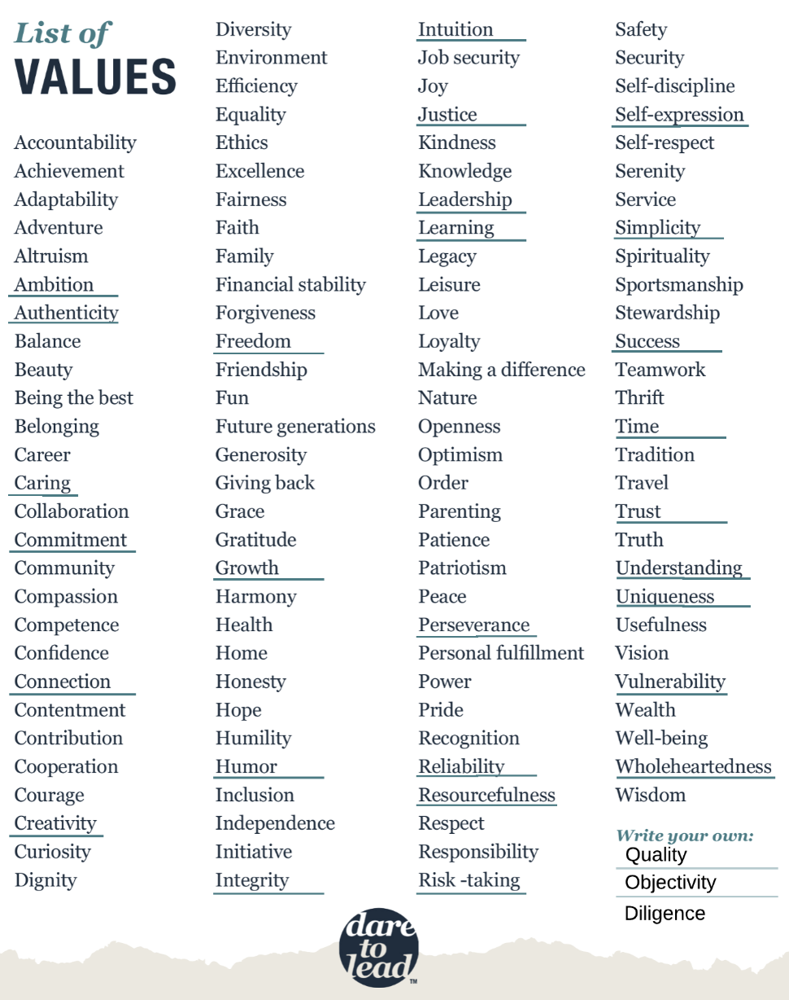 List of
VALUES
Accountability
Achievement
Adaptability
Adventure
Altruism
Ambition
Authenticity
Balance
Beauty
Being the best
Belonging
Career
Caring
Collaboration
Commitment
Community
Compassion
Competence
Confidence
Connection
Contentment
Contribution
Cooperation
Courage
Creativity
Curiosity
Dignity
Diversity
Environment
Efficiency
Equality
Ethics
Excellence
Fairness
Faith
Family
Financial stability
Forgiveness
Freedom
Friendship
Fun
Future generations
Generosity
Giving back
Grace
Gratitude
Growth
Harmony
Health
Home
Honesty
Hope
Humility
Humor
Inclusion
Independence
Initiative
Integrity
Intuition
Job security
Joy
Justice
Kindness
Knowledge
Leadership
Learning
Legacy
Leisure
Love
Loyalty
Making a difference
Nature
Openness
Optimism
Order
Parenting
Patience
Patriotism
Peace
Perseverance
Personal fulfillment
Power
Pride
Recognition
Reliability
Resourcefulness
Respect
Responsibility
Risk -taking
Safety
Security
Self-discipline
Self-expression
Self-respect
Serenity
Service
Simplicity
Spirituality
Sportsmanship
Stewardship
Success
Teamwork
Thrift
Time
Tradition
Travel
Trust
Truth
Understanding
Uniqueness
Usefulness
Vision
Vulnerability
Wealth
Well-being
Wholeheartedness
Wisdom
Write your own:
Quality
Objectivity
Diligence
dare
to
lead™